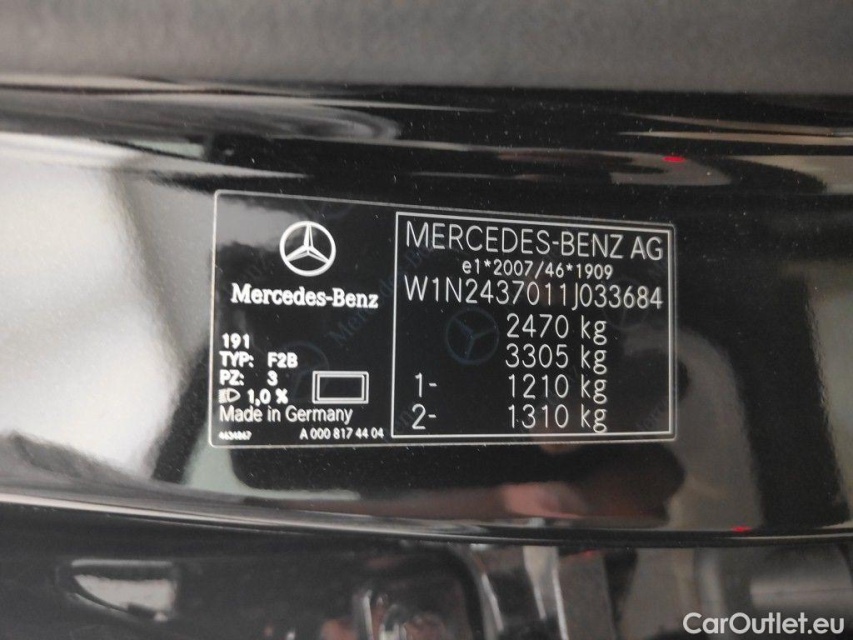 Mercedes-Benz
191
TYP: F2B
PZ: 3
1,0 %
Made in Germany
4634867 A 000 817 44 04
MERCEDES-BENZ AG
e1*2007/46*1909
W1N2437011J033684
2470 kg
3305 kg
1- 1210 kg
2- 1310 kg
CarOutlet.eu